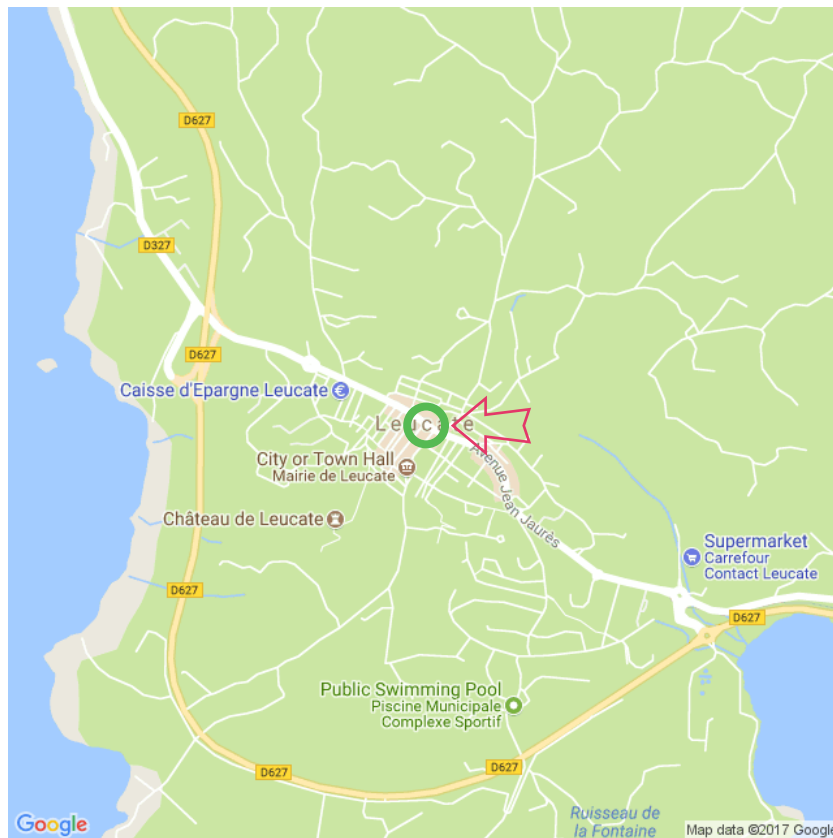 D627
D327
D627
Caisse d'Epargne Leucate
Leucate
City or Town Hall
Mairie de Leucate
Avenue Jean Jaurès
Château de Leucate
Supermarket
Carrefour
Contact Leucate
D627
D627
Public Swimming Pool
Piscine Municipale
Complexe Sportif
D627
D627
Ruisseau de
la Fontaine
Google
Map data ©2017 Google